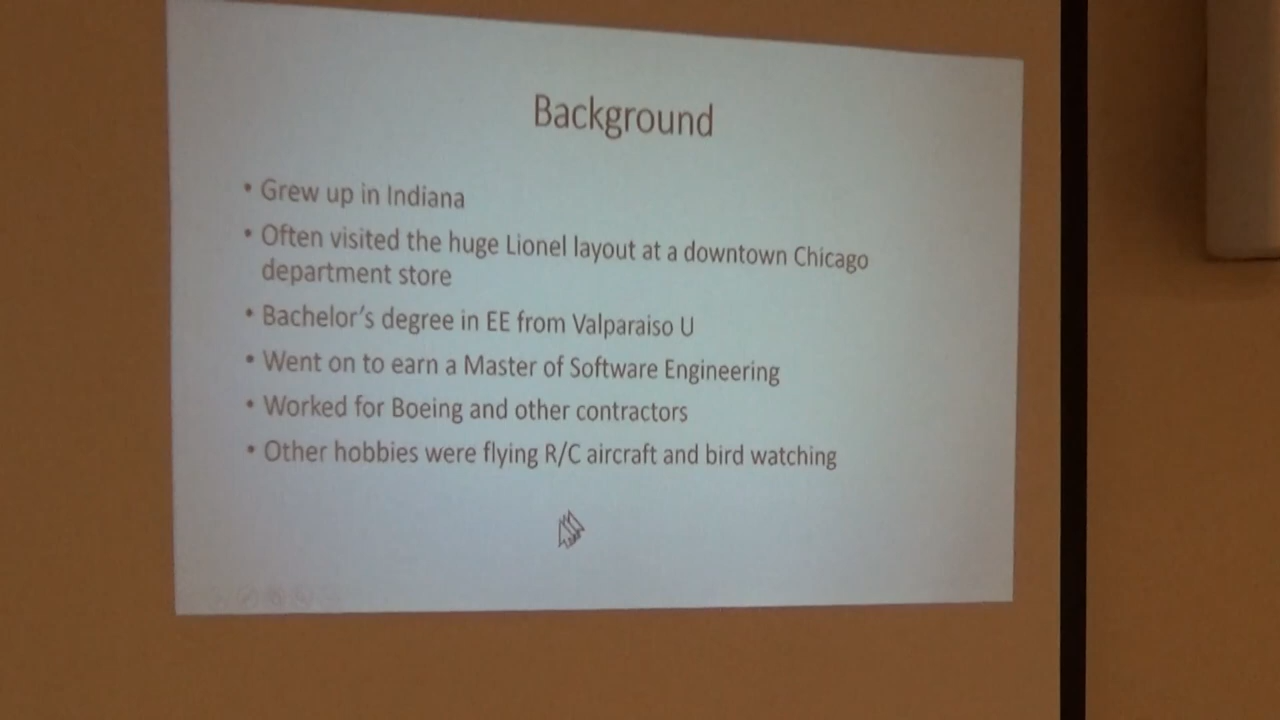 Background
• Grew up in Indiana
• Often visited the huge Lionel layout at a downtown Chicago
department store
• Bachelor's degree in EE from Valparaiso U
• Went on to earn a Master of Software Engineering
• Worked for Boeing and other contractors
• Other hobbies were flying R/C aircraft and bird watching